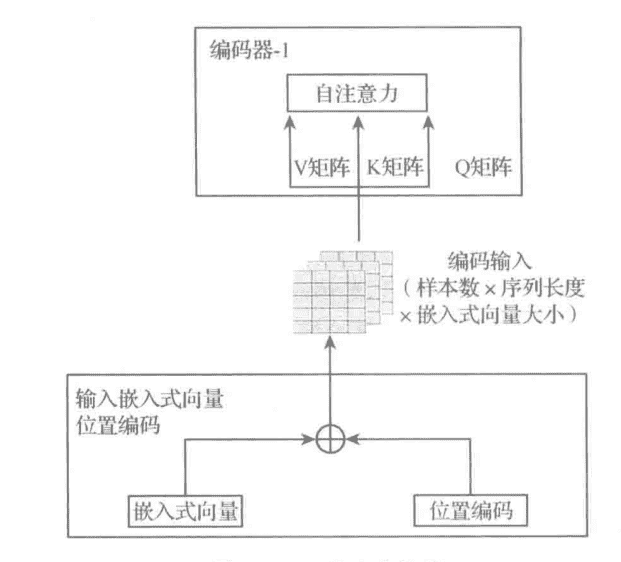 编码器-1
自注意力
V矩阵 K矩阵 Q矩阵
编码输入
（样本数×序列长度
×嵌入式向量大小）
输入嵌入式向量
位置编码
嵌入式向量
位置编码